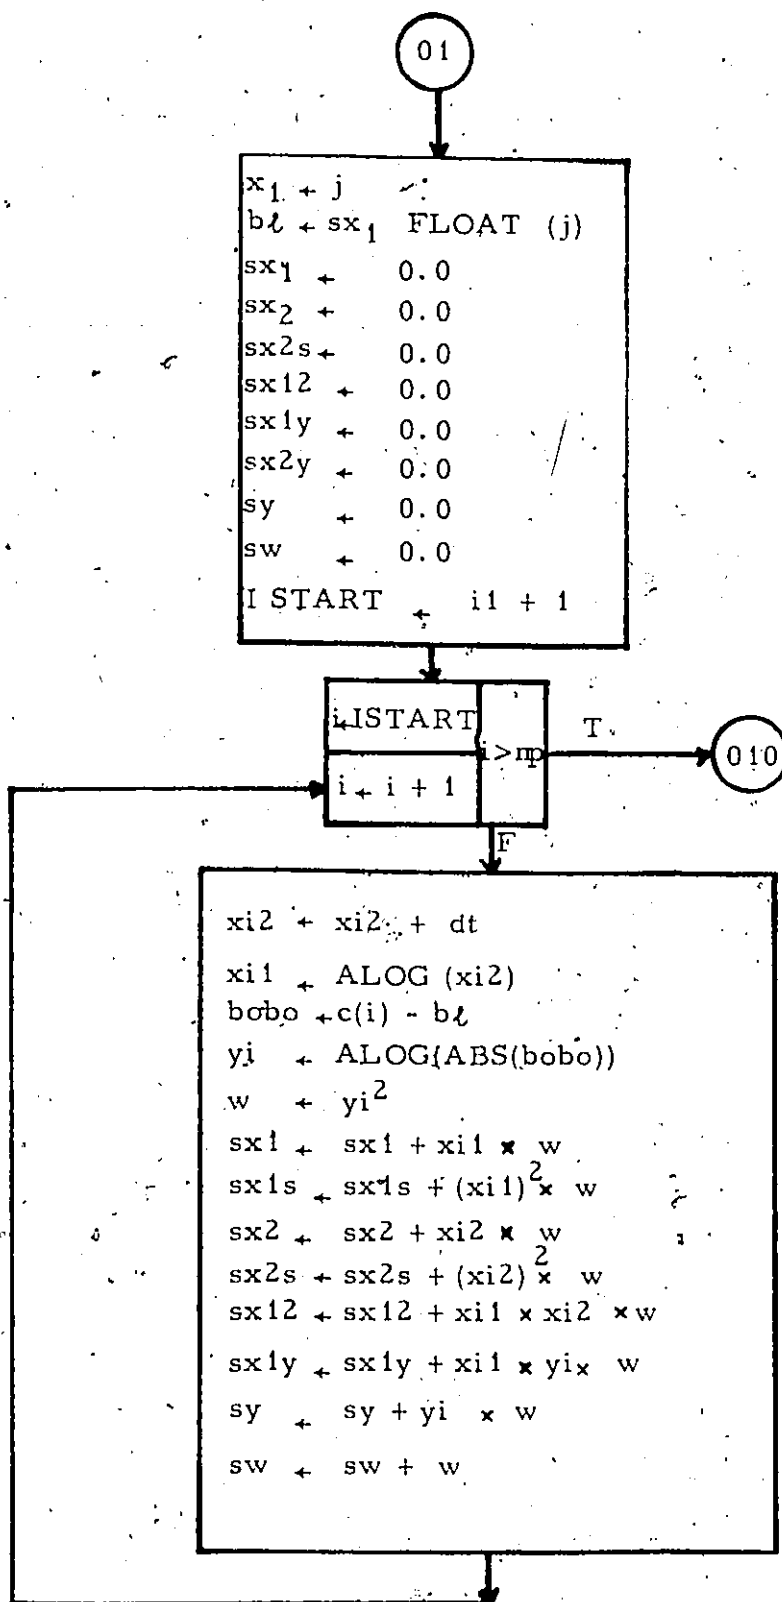 01
x₁ ← j
bℓ ← sx₁ FLOAT (j)
sx1 ← 0.0
sx₂ ← 0.0
sx2s ← 0.0
sx12 ← 0.0
sx1y ← 0.0
sx2y ← 0.0
sy ← 0.0
sw ← 0.0
I START ← i1 + 1
i←ISTART
i>np
T
010
i ← i + 1
F
xi2 ← xi2 + dt
xi1 ← ALOG (xi2)
bobo ← c(i) - bℓ
yi ← ALOG(ABS(bobo))
w ← yi²
sx1 ← sx1 + xi1 × w
sx1s ← sx1s + (xi1)² × w
sx2 ← sx2 + xi2 × w
sx2s ← sx2s + (xi2)² × w
sx12 ← sx12 + xi1 × xi2 × w
sx1y ← sx1y + xi1 × yi × w
sy ← sy + yi × w
sw ← sw + w